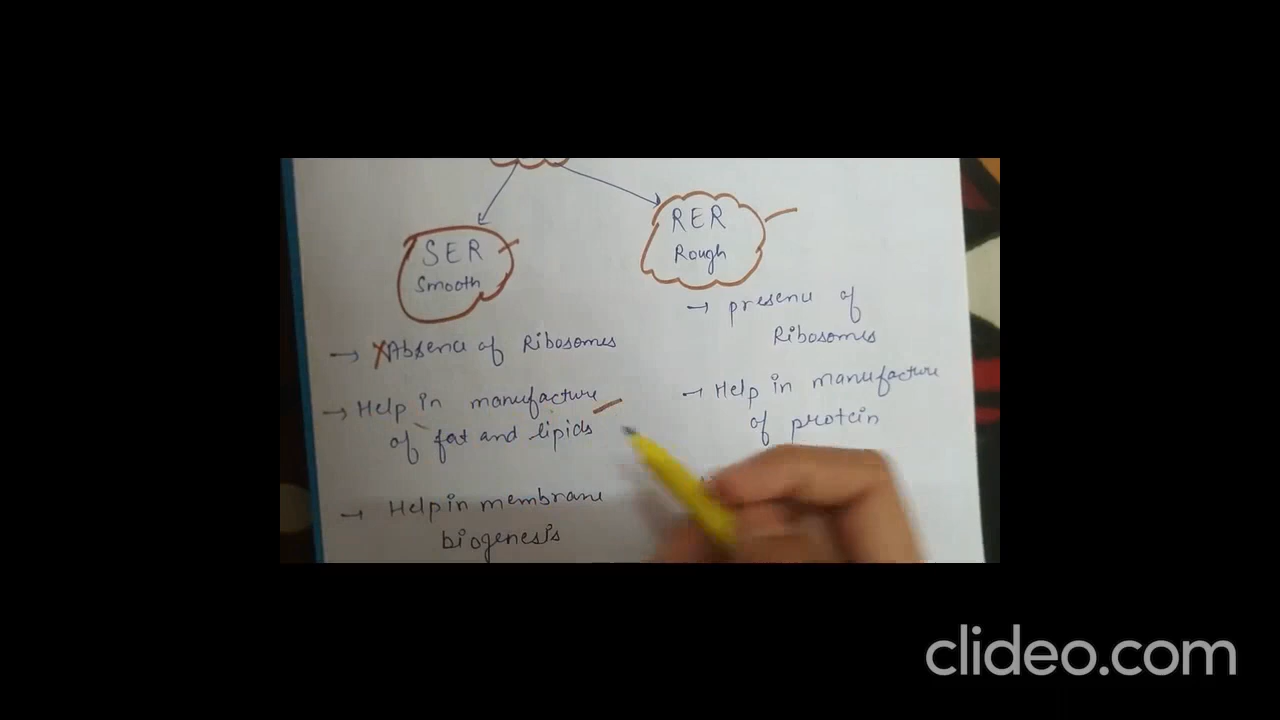 SER
Smooth
→ Absence of Ribosomes
→ Help in manufacture
of fat and lipids
→ Help in membrane
biogenesis
RER
Rough
→ presence of
Ribosomes
→ Help in manufacture
of protein
clideo.com